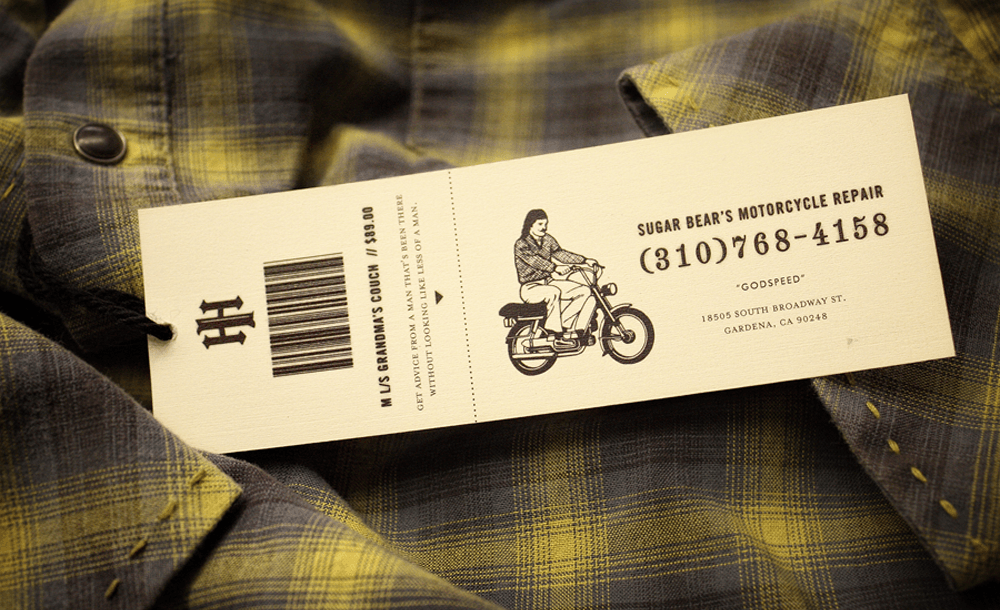 HH
M L/S GRANDMA'S COUCH // $89.00
GET ADVICE FROM A MAN THAT'S BEEN THERE
WITHOUT LOOKING LIKE LESS OF A MAN.
SUGAR BEAR'S MOTORCYCLE REPAIR
(310)768-4158
"GODSPEED"
18505 SOUTH BROADWAY ST.
GARDENA, CA 90248